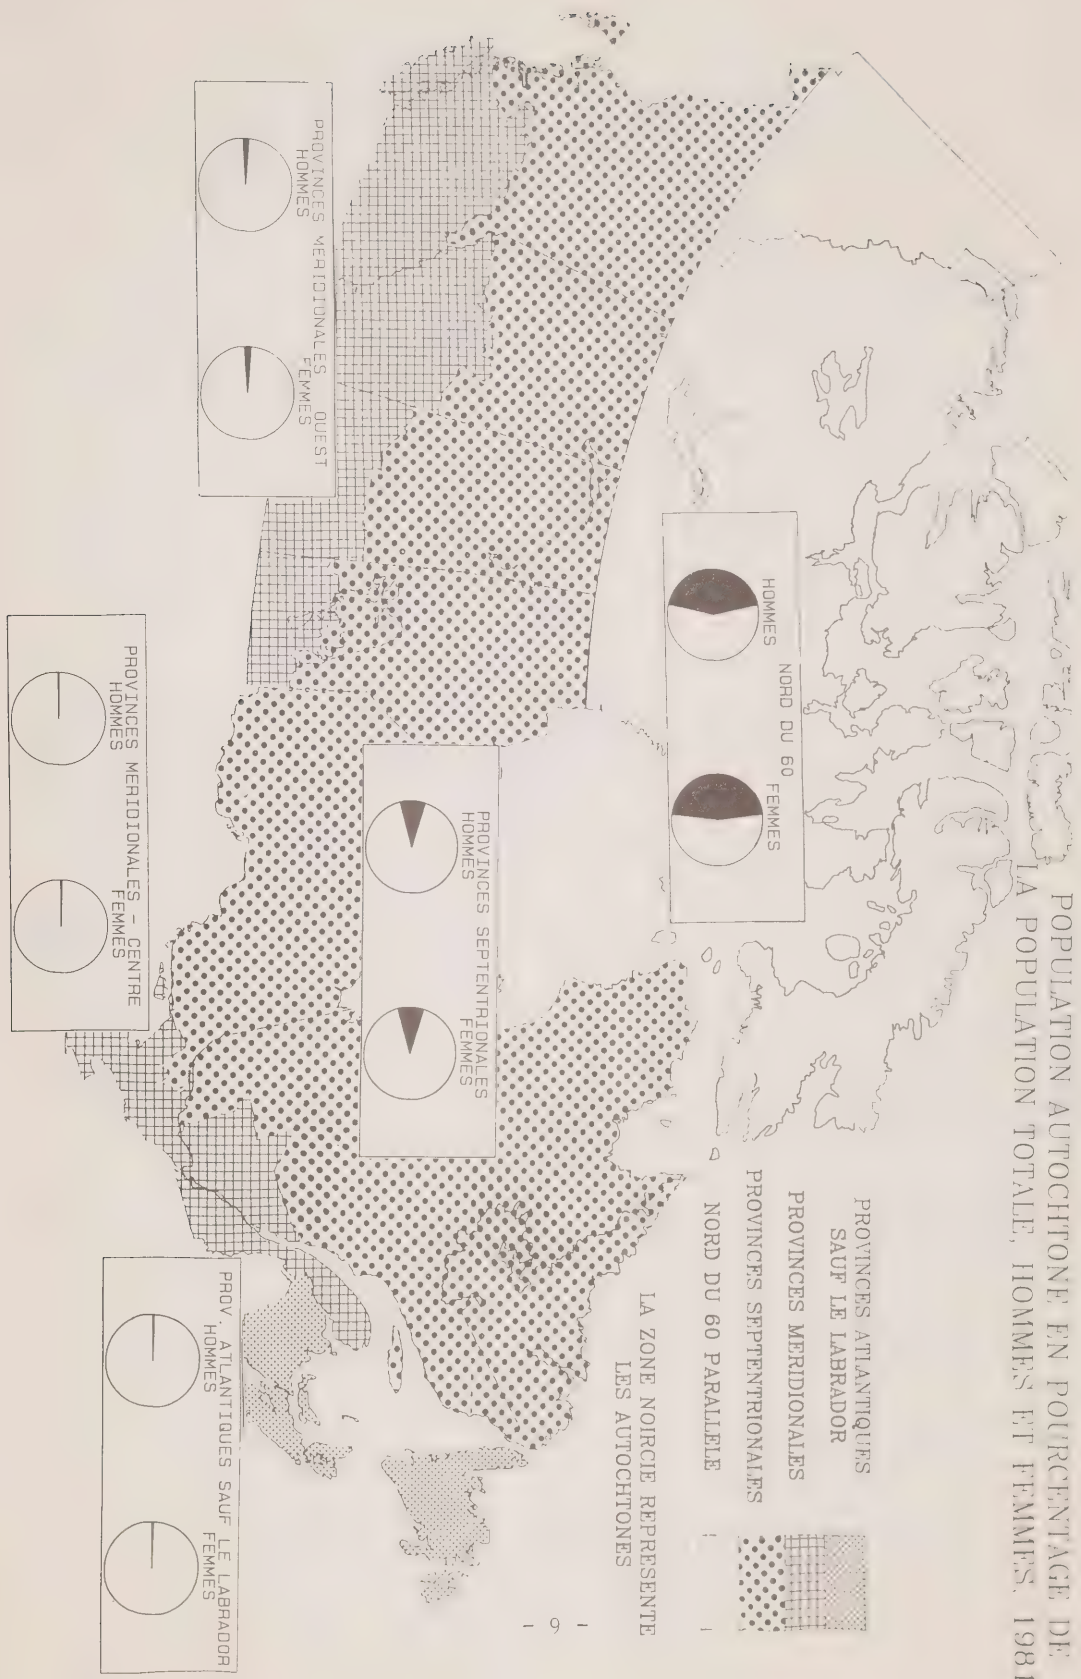 POPULATION AUTOCHTONE EN POURCENTAGE DE
LA POPULATION TOTALE, HOMMES ET FEMMES, 1981
PROVINCES ATLANTIQUES
SAUF LE LABRADOR
PROVINCES MERIDIONALES
PROVINCES SEPTENTRIONALES
NORD DU 60 PARALLELE
LA ZONE NOIRCIE REPRESENTE
LES AUTOCHTONES
NORD DU 60
HOMMES
FEMMES
PROVINCES SEPTENTRIONALES
HOMMES
FEMMES
PROVINCES MERIDIONALES OUEST
HOMMES
FEMMES
PROVINCES MERIDIONALES - CENTRE
HOMMES
FEMMES
PROV. ATLANTIQUES SAUF LE LABRADOR
HOMMES
FEMMES
- 9 -